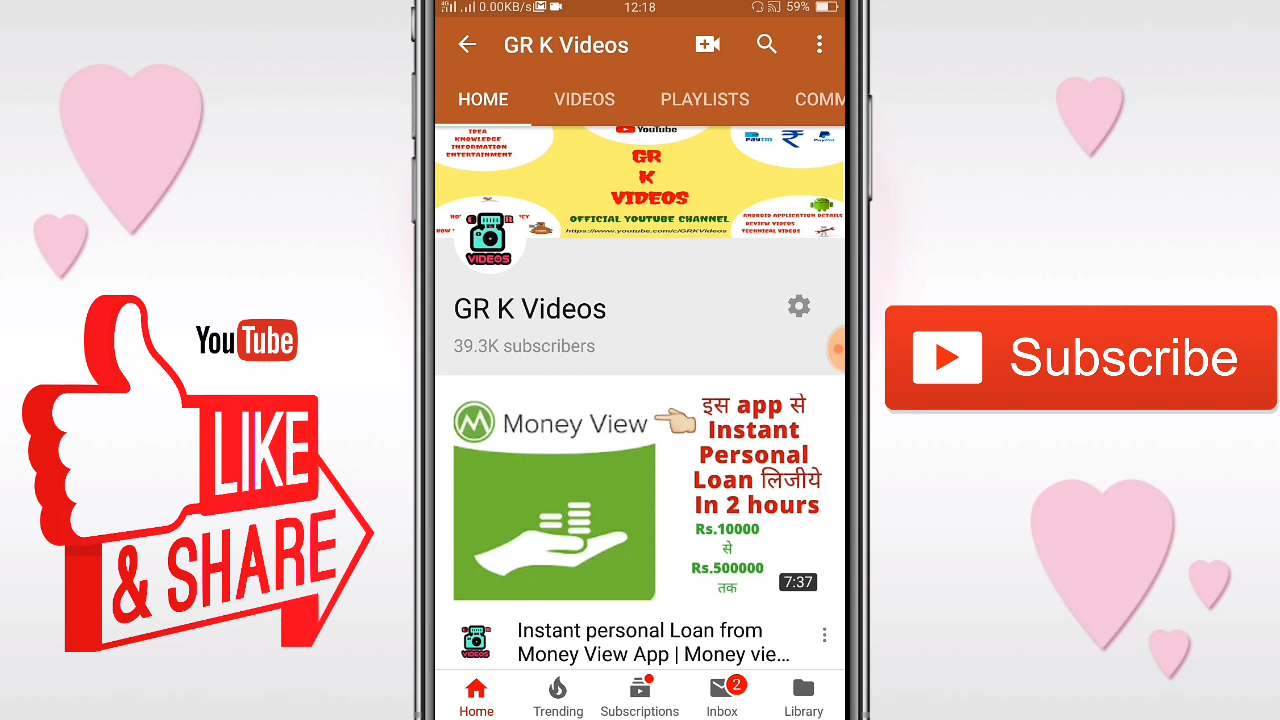 0.00KB/s
12:18
59%
GR K Videos
HOME
VIDEOS
PLAYLISTS
COMM
IDEA
KNOWLEDGE
INFORMATION
ENTERTAINMENT
YouTube
GR
K
VIDEOS
OFFICIAL YOUTUBE CHANNEL
https://www.youtube.com/c/GRKVideos
Paytm
PayPal
ANDROID APPLICATION DETAILS
REVIEW VIDEOS
TECHNICAL VIDEOS
VIDEOS
GR K Videos
39.3K subscribers
Money View
इस app से
Instant
Personal
Loan लिजीये
In 2 hours
Rs.10000
से
Rs.500000
तक
7:37
VIDEOS
Instant personal Loan from
Money View App | Money vie...
Home
Trending
Subscriptions
2
Inbox
Library
YouTube
LIKE
& SHARE
Subscribe